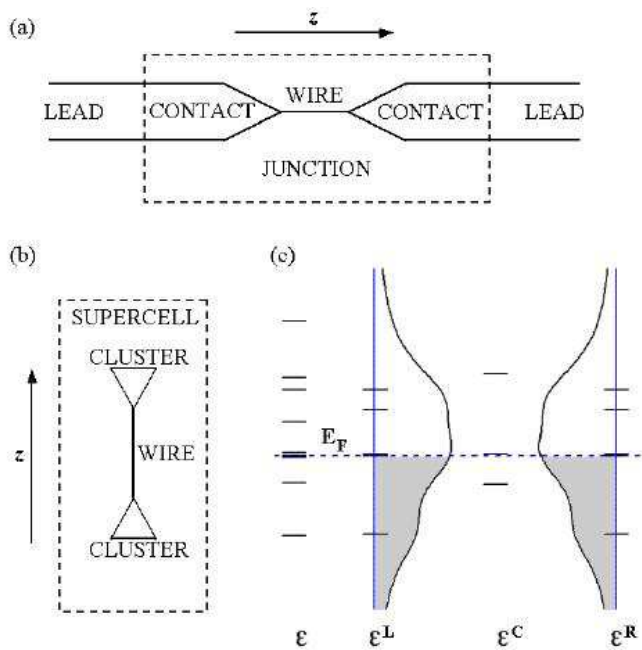 (a)
z
LEAD CONTACT WIRE CONTACT LEAD
JUNCTION
(b)
SUPERCELL
CLUSTER
z
WIRE
CLUSTER
(c)
E_F
ε ε^L ε^C ε^R